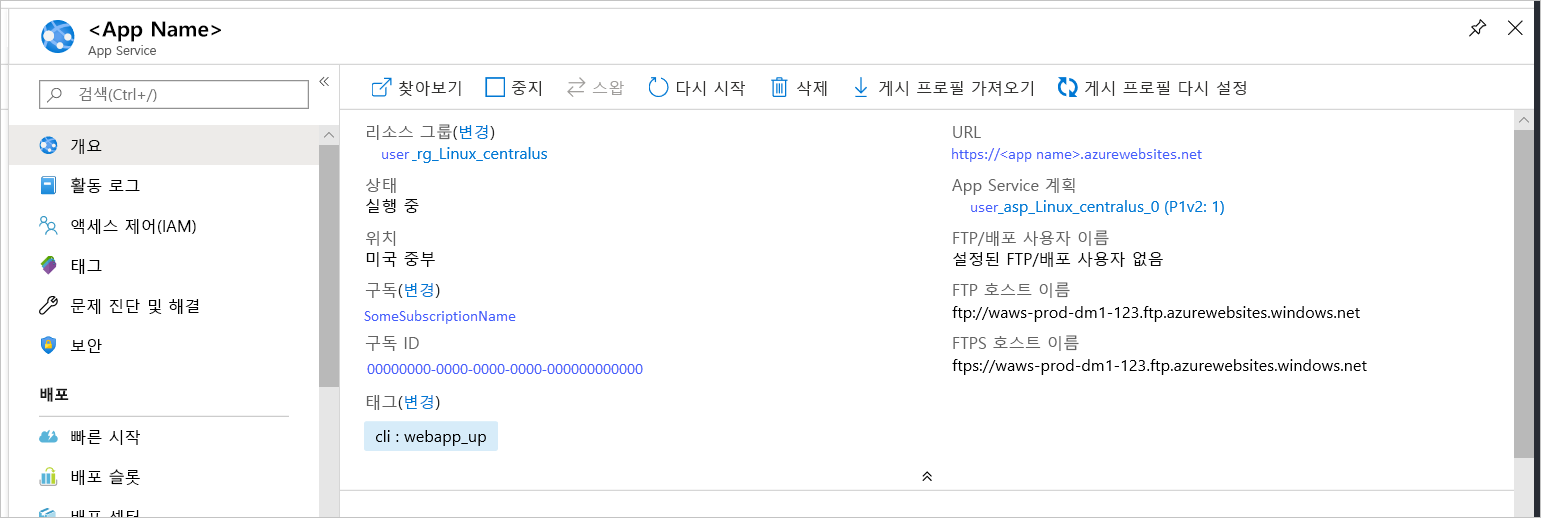 <App Name>
App Service
검색(Ctrl+/)
개요
활동 로그
액세스 제어(IAM)
태그
문제 진단 및 해결
보안
배포
빠른 시작
배포 슬롯
배포 센터
찾아보기 중지 스왑 다시 시작 삭제 게시 프로필 가져오기 게시 프로필 다시 설정
리소스 그룹(변경)
user_rg_Linux_centralus
상태
실행 중
위치
미국 중부
구독(변경)
SomeSubscriptionName
구독 ID
00000000-0000-0000-0000-000000000000
태그(변경)
cli : webapp_up
URL
https://<app name>.azurewebsites.net
App Service 계획
user_asp_Linux_centralus_0 (P1v2: 1)
FTP/배포 사용자 이름
설정된 FTP/배포 사용자 없음
FTP 호스트 이름
ftp://waws-prod-dm1-123.ftp.azurewebsites.windows.net
FTPS 호스트 이름
ftps://waws-prod-dm1-123.ftp.azurewebsites.windows.net